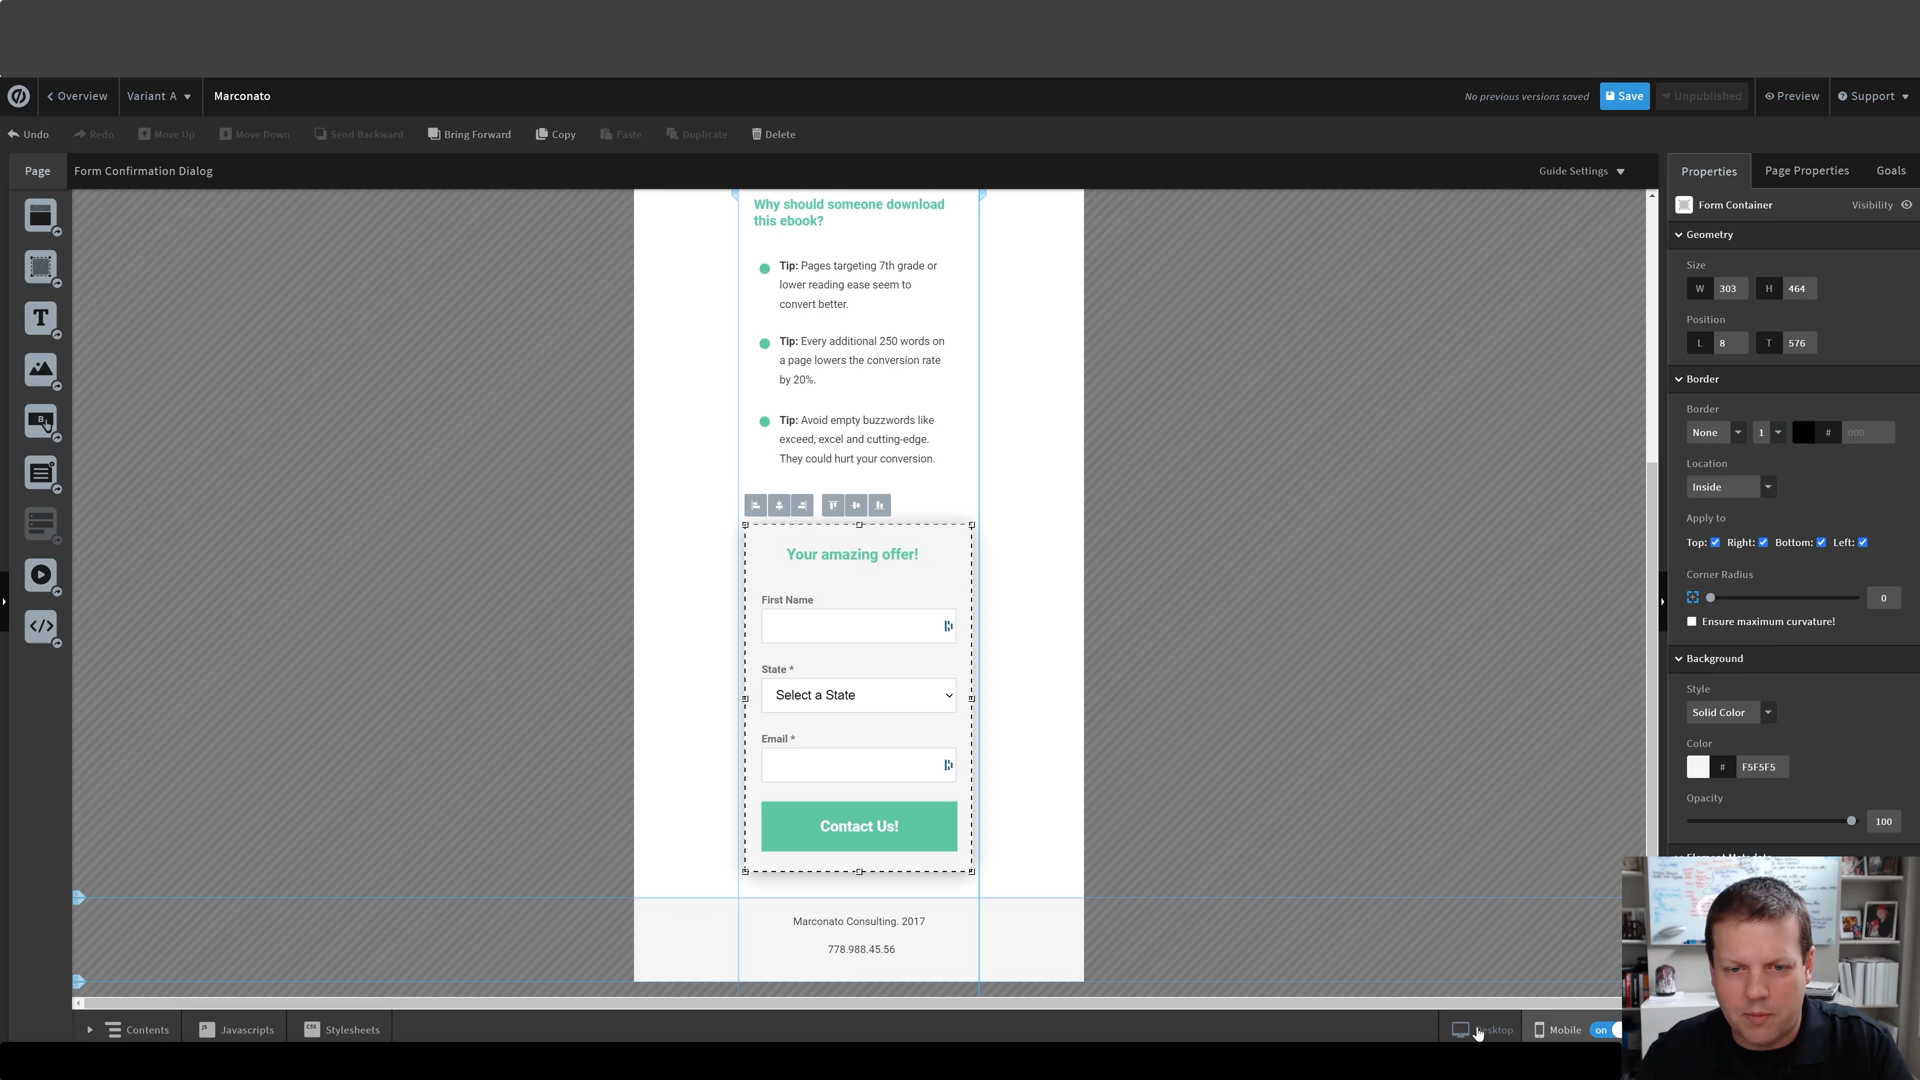 Overview
Variant A
Marconato
No previous versions saved
Save
Unpublished
Preview
Support
Undo
Redo
Move Up
Move Down
Send Backward
Bring Forward
Copy
Paste
Duplicate
Delete
Page
Form Confirmation Dialog
Guide Settings
Properties
Page Properties
Goals
Why should someone download
this ebook?
Tip: Pages targeting 7th grade or
lower reading ease seem to
convert better.
Tip: Every additional 250 words on
a page lowers the conversion rate
by 20%.
Tip: Avoid empty buzzwords like
exceed, excel and cutting-edge.
They could hurt your conversion.
Your amazing offer!
First Name
State *
Select a State
Email *
Contact Us!
Marconato Consulting. 2017
778.988.45.56
Form Container
Visibility
Geometry
Size
W 303 H 464
Position
L 8 T 576
Border
Border
None 1 # 000
Location
Inside
Apply to
Top: Right: Bottom: Left:
Corner Radius
0
Ensure maximum curvature!
Background
Style
Solid Color
Color
# F5F5F5
Opacity
100
Contents
JS Javascripts
CSS Stylesheets
Mobile on